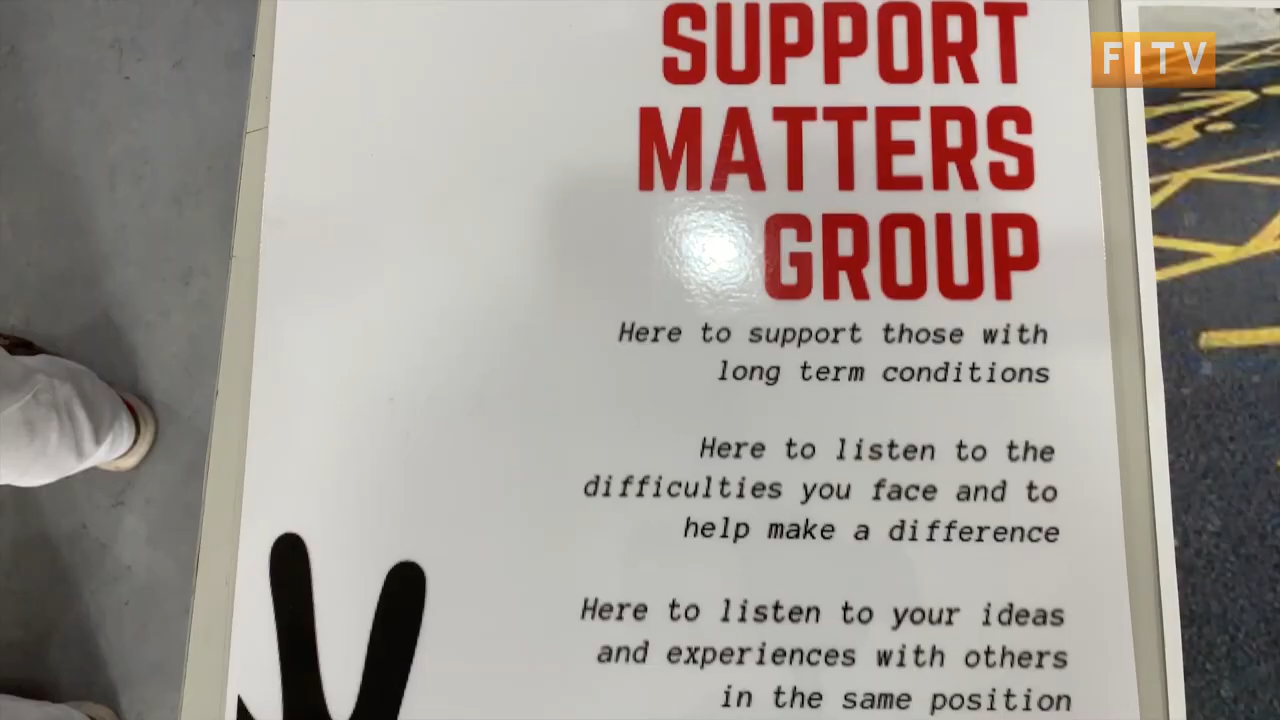 SUPPORT
MATTERS
GROUP
Here to support those with
long term conditions
Here to listen to the
difficulties you face and to
help make a difference
Here to listen to your ideas
and experiences with others
in the same position
FITV